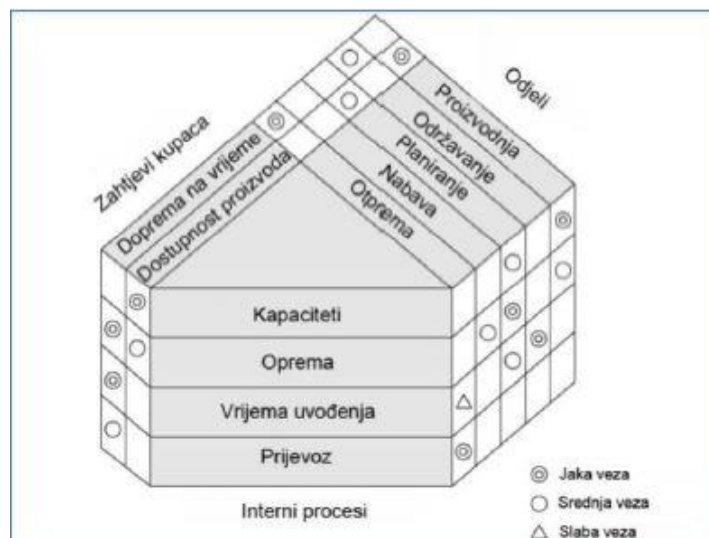 Zahtjevi kupaca
Odjeli
Doprema na vrijeme
Dostupnost proizvoda
Proizvodnja
Održavanje
Planiranje
Nabava
Otprema
Kapaciteti
Oprema
Vrijema uvođenja
Prijevoz
Interni procesi
Jaka veza
Srednja veza
Slaba veza